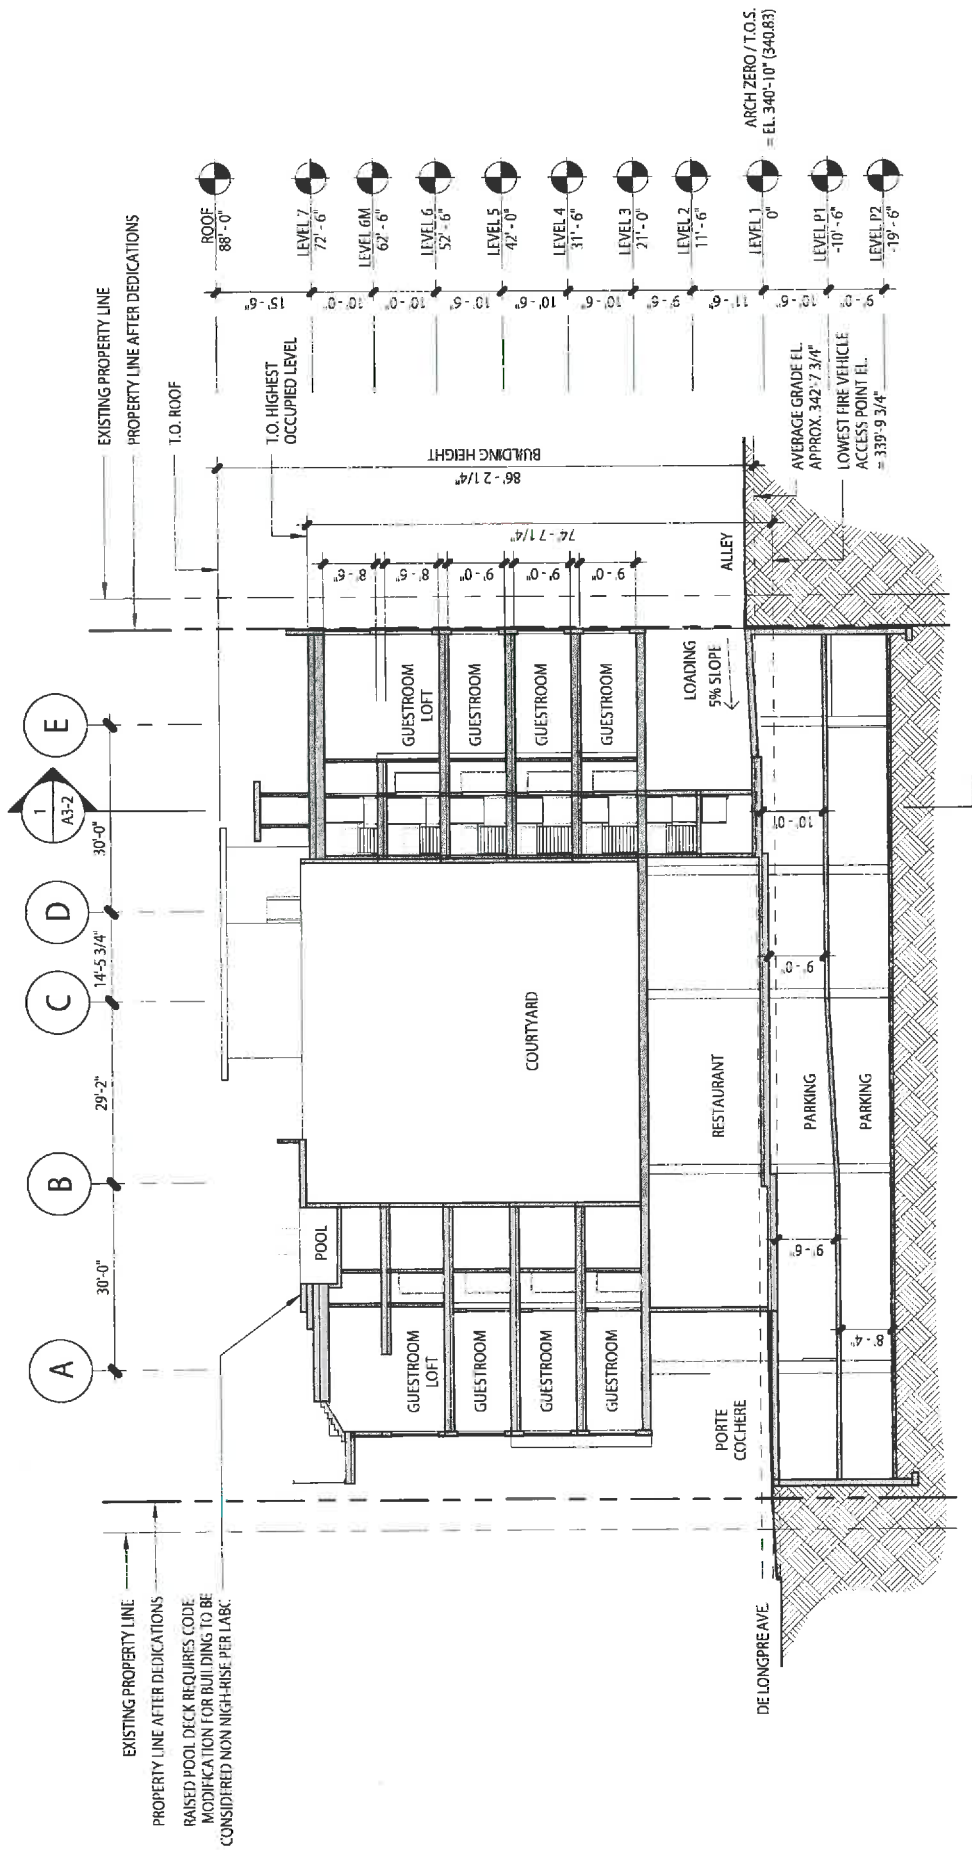 EXISTING PROPERTY LINE
PROPERTY LINE AFTER DEDICATIONS
RAISED POOL DECK REQUIRES CODE
MODIFICATION FOR BUILDING TO BE
CONSIDERED NON NIGH-RISE PER LABC
A
B
C
D
E
30'-0"
29'-2"
14'-5 3/4"
30'-0"
1
A3-2
EXISTING PROPERTY LINE
PROPERTY LINE AFTER DEDICATIONS
T.O. ROOF
T.O. HIGHEST
OCCUPIED LEVEL
ROOF
88' - 0"
LEVEL 7
72' - 6"
LEVEL 6M
62' - 6"
LEVEL 6
52' - 6"
LEVEL 5
42' - 0"
LEVEL 4
31' - 6"
LEVEL 3
21' - 0"
LEVEL 2
11' - 6"
LEVEL 1
0"
LEVEL P1
-10' - 6"
LEVEL P2
-19' - 6"
ARCH ZERO / T.O.S.
= EL. 340'-10" (340.83)
15' - 6"
10' - 0"
10' - 0"
10' - 6"
10' - 6"
10' - 6"
9' - 6"
11' - 6"
10' - 6"
9' - 0"
86' - 2 1/4"
BUILDING HEIGHT
74' - 7 1/4"
8' - 6"
8' - 6"
9' - 0"
9' - 0"
9' - 0"
POOL
GUESTROOM
LOFT
GUESTROOM
GUESTROOM
GUESTROOM
COURTYARD
GUESTROOM
LOFT
GUESTROOM
GUESTROOM
GUESTROOM
PORTE
COCHERE
RESTAURANT
LOADING
5% SLOPE
ALLEY
AVERAGE GRADE EL.
APPROX. 342'-7 3/4"
LOWEST FIRE VEHICLE
ACCESS POINT EL.
= 339'-9 3/4"
DE LONGPRE AVE.
PARKING
PARKING
9' - 6"
8' - 4"
10' - 0"